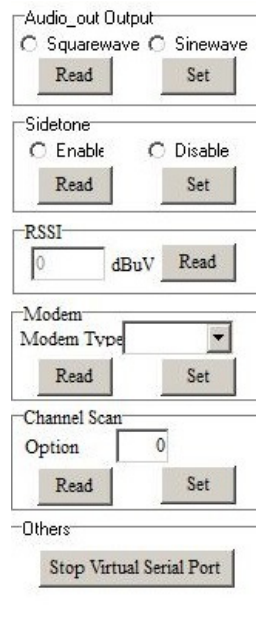 Audio_out Output
Squarewave Sinewave
Read Set
Sidetone
Enable Disable
Read Set
RSSI
0 dBuV Read
Modem
Modem Type
Read Set
Channel Scan
Option 0
Read Set
Others
Stop Virtual Serial Port